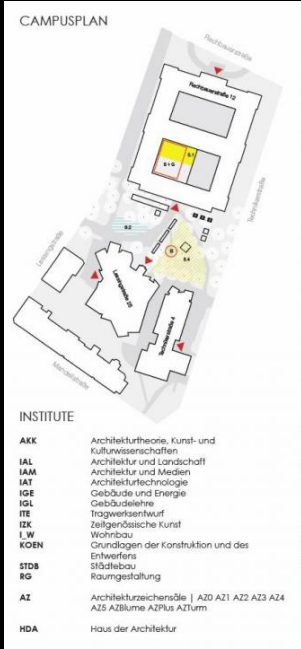 CAMPUSPLAN
Rechbauerstraße
Rechbauerstraße 12
Technikerstraße
Lessingstraße
Lessingstraße 25
Technikerstraße 4
Mandellstraße
INSTITUTE
AKK Architekturtheorie, Kunst- und
Kulturwissenschaften
IAL Architektur und Landschaft
IAM Architektur und Medien
IAT Architekturtechnologie
IGE Gebäude und Energie
IGL Gebäudelehre
ITE Tragwerksentwurf
IZK Zeitgenössische Kunst
I_W Wohnbau
KOEN Grundlagen der Konstruktion und des
Entwerfens
STDB Städtebau
RG Raumgestaltung
AZ Architekturzeichensäle | AZ0 AZ1 AZ2 AZ3 AZ4
AZ5 AZBlume AZPlus AZTurm
HDA Haus der Architektur